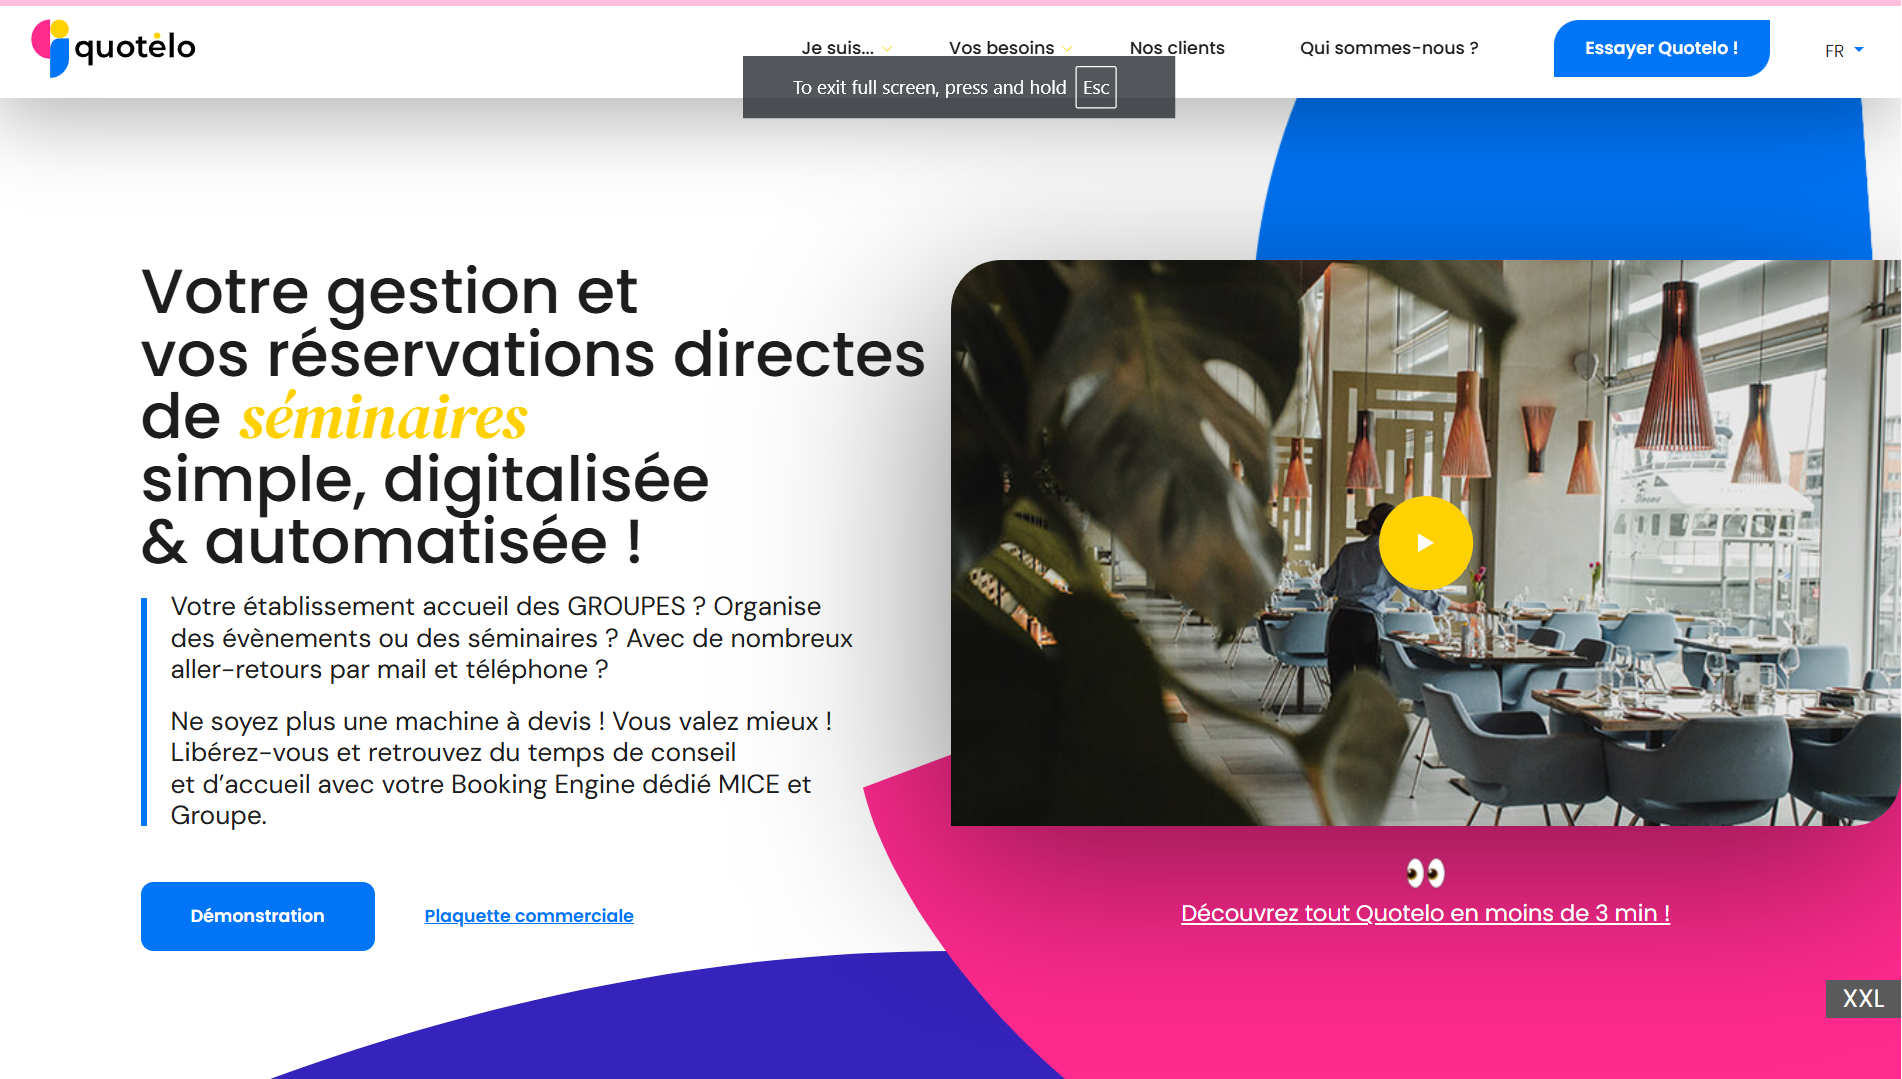 quotelo
Je suis... Vos besoins Nos clients Qui sommes-nous ? Essayer Quotelo ! FR
To exit full screen, press and hold Esc
Votre gestion et
vos réservations directes
de séminaires
simple, digitalisée
& automatisée !
Votre établissement accueil des GROUPES ? Organise
des évènements ou des séminaires ? Avec de nombreux
aller-retours par mail et téléphone ?
Ne soyez plus une machine à devis ! Vous valez mieux !
Libérez-vous et retrouvez du temps de conseil
et d’accueil avec votre Booking Engine dédié MICE et
Groupe.
Démonstration Plaquette commerciale
Découvrez tout Quotelo en moins de 3 min !
XXL